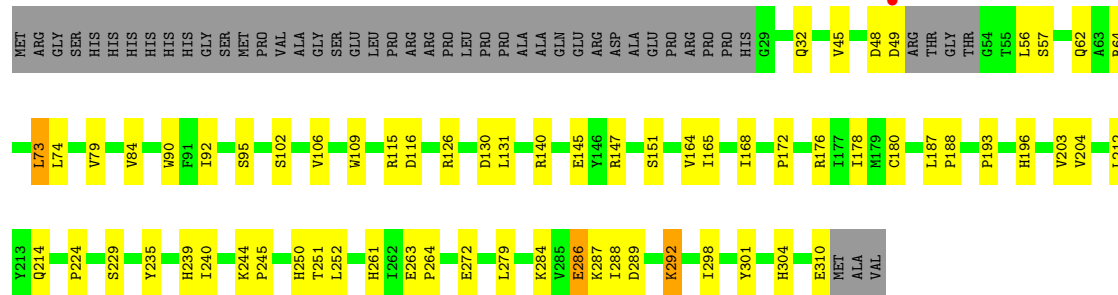 MET ARG GLY SER HIS HIS HIS HIS HIS HIS GLY SER MET PRO VAL ALA GLY SER GLU LEU PRO ARG ARG PRO LEU PRO PRO ALA ALA GLN GLU ARG ASP ALA GLU PRO ARG PRO PRO HIS G29 Q32 V45 D48 D49 ARG THR GLY THR G54 T55 L56 S57 Q62 A63
L73 L74 V79 V84 W90 F91 I92 S95 S102 V106 W109 R115 D116 R126 D130 L131 R140 E145 Y146 R147 S151 V164 I165 I168 P172 R176 I177 I178 M179 C180 L187 P188 P193 H196 V203 V204
Y213 Q214 P224 S229 Y235 H239 I240 K244 P245 H250 T251 L252 H261 I262 E263 P264 E272 L279 K284 V285 E286 K287 I288 D289 K292 I298 Y301 H304 E310 MET ALA VAL